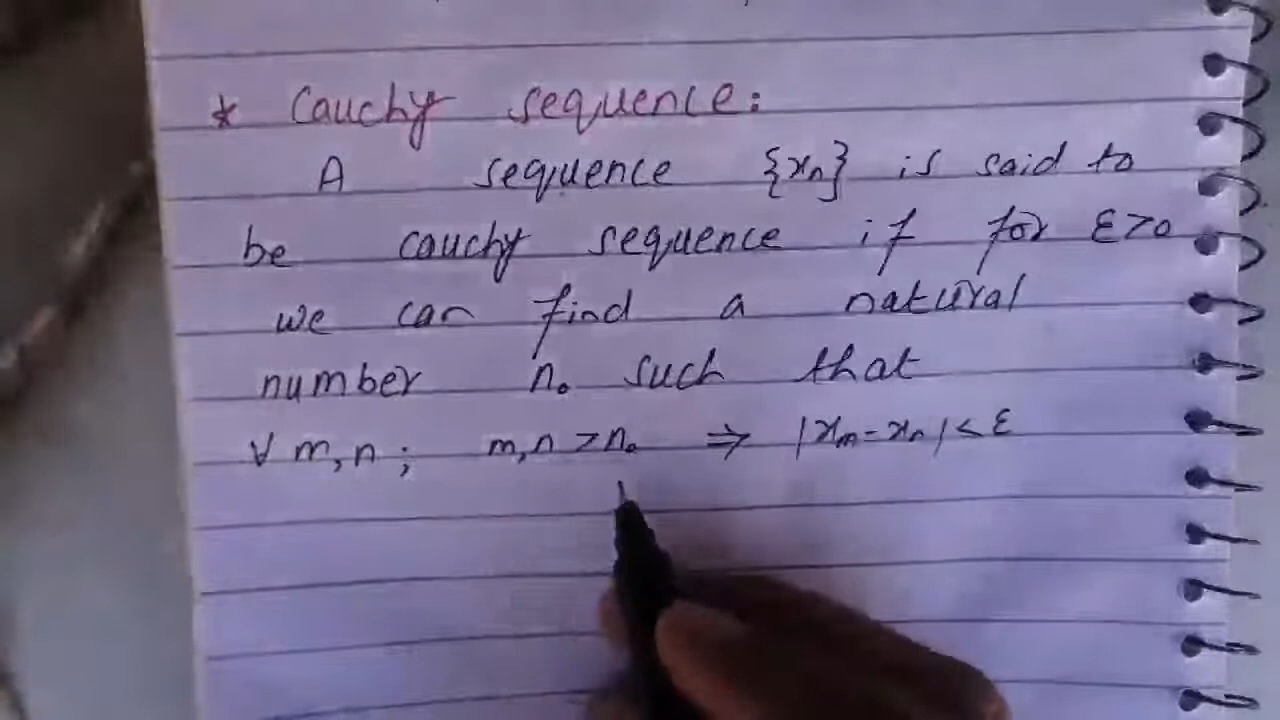 * Cauchy sequence:
A sequence {xₙ} is said to
be cauchy sequence if for ε>0
we can find a natural
number n₀ such that
∀ m,n ; m,n >n₀ ⇒ |xₘ-xₙ|<ε